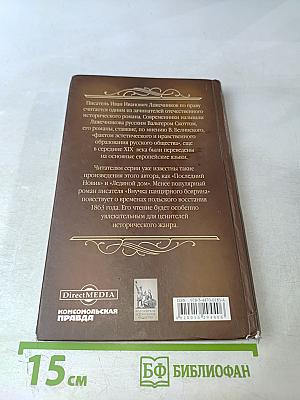 Писатель Иван Иванович Лажечников по праву
считается одним из зачинателей отечественного
исторического романа. Современники называли
Лажечникова русским Вальтером Скоттом,
его романы, ставшие, по мнению В. Белинского,
«фактом эстетического и нравственного
образования русского общества», еще
в середине XIX века были переведены
на основные европейские языки.
Читателям серии уже известны такие
произведения этого автора, как «Последний
Новик» и «Ледяной дом». Менее популярный
роман писателя «Внучка панцирного боярина»
повествует о временах польского восстания
1863 года. Его чтение будет особенно
увлекательным для ценителей
исторического жанра.
DirectMEDIA
КОМСОМОЛЬСКАЯ
ПРАВДА
15 см
БФ БИБЛИОФАН